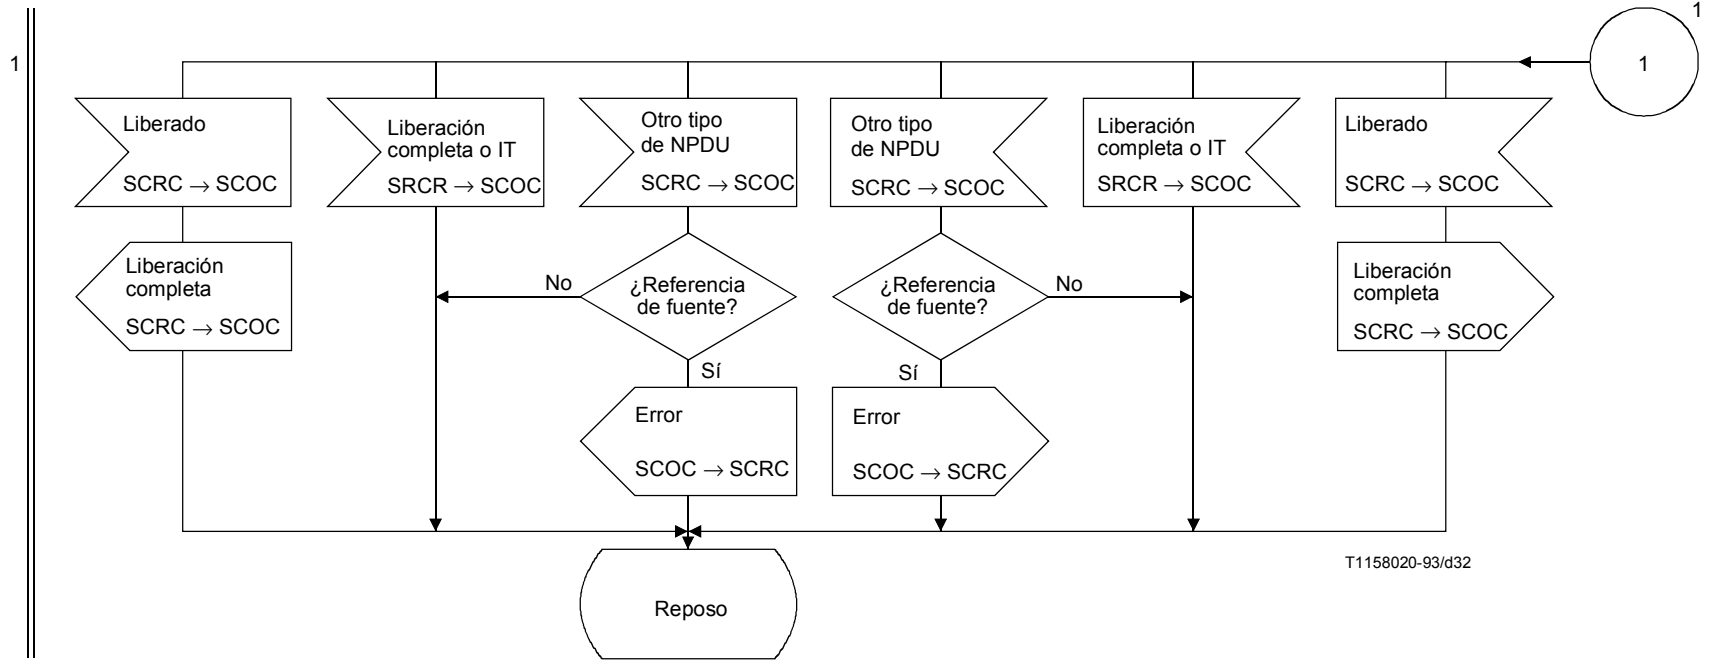 1
1
1
Liberado
SCRC → SCOC
Liberación
completa o IT
SRCR → SCOC
Otro tipo
de NPDU
SCRC → SCOC
Otro tipo
de NPDU
SCRC → SCOC
Liberación
completa o IT
SRCR → SCOC
Liberado
SCRC → SCOC
Liberación
completa
SCRC → SCOC
No
¿Referencia
de fuente?
Sí
¿Referencia
de fuente?
No
Sí
Liberación
completa
SCRC → SCOC
Error
SCOC → SCRC
Error
SCOC → SCRC
T1158020-93/d32
Reposo